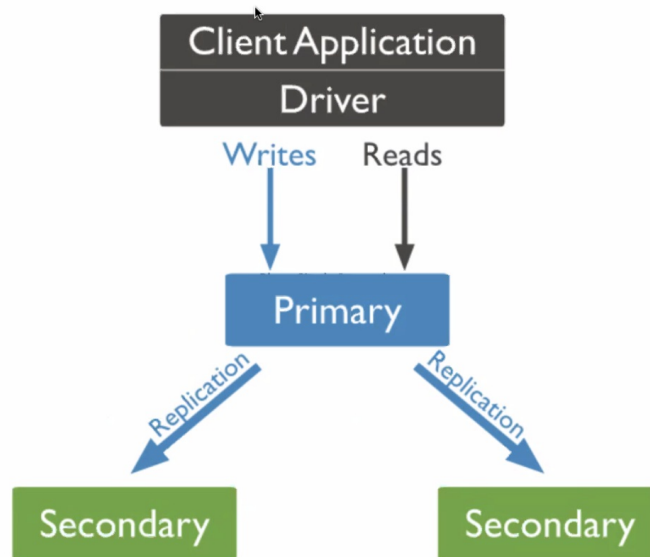 Client Application
Driver
Writes Reads
Primary
Replication Replication
Secondary Secondary